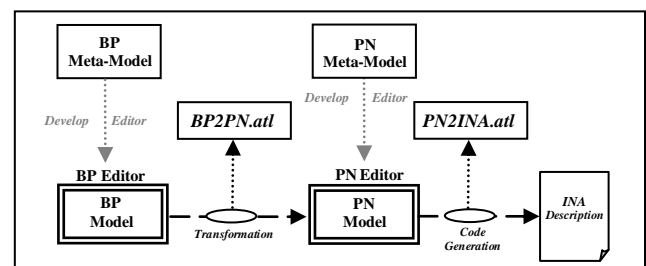 BP
Meta-Model
PN
Meta-Model
Develop Editor
BP2PN.atl
Develop Editor
PN2INA.atl
BP Editor
BP
Model
Transformation
PN Editor
PN
Model
Code
Generation
INA
Description